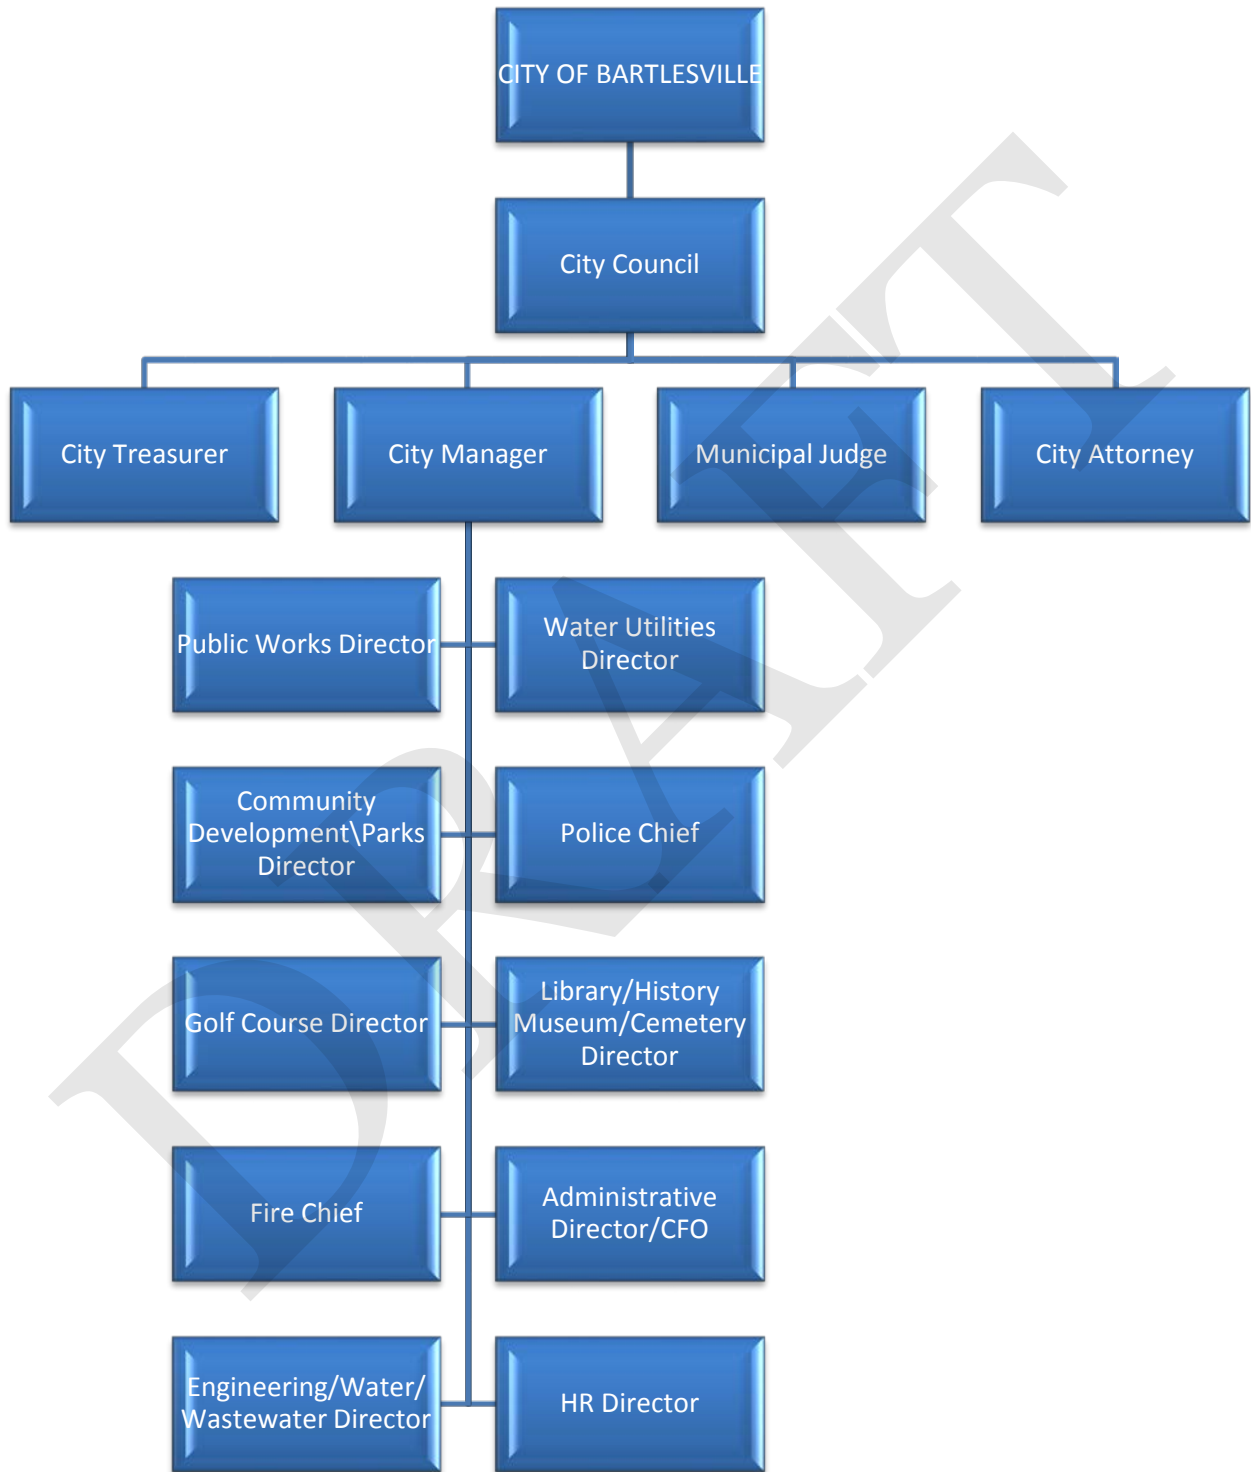 CITY OF BARTLESVILLE
City Council
City Treasurer
City Manager
Municipal Judge
City Attorney
Public Works Director
Water Utilities
Director
Community
Development\Parks
Director
Police Chief
Golf Course Director
Library/History
Museum/Cemetery
Director
Fire Chief
Administrative
Director/CFO
Engineering/Water/
Wastewater Director
HR Director
DRAFT